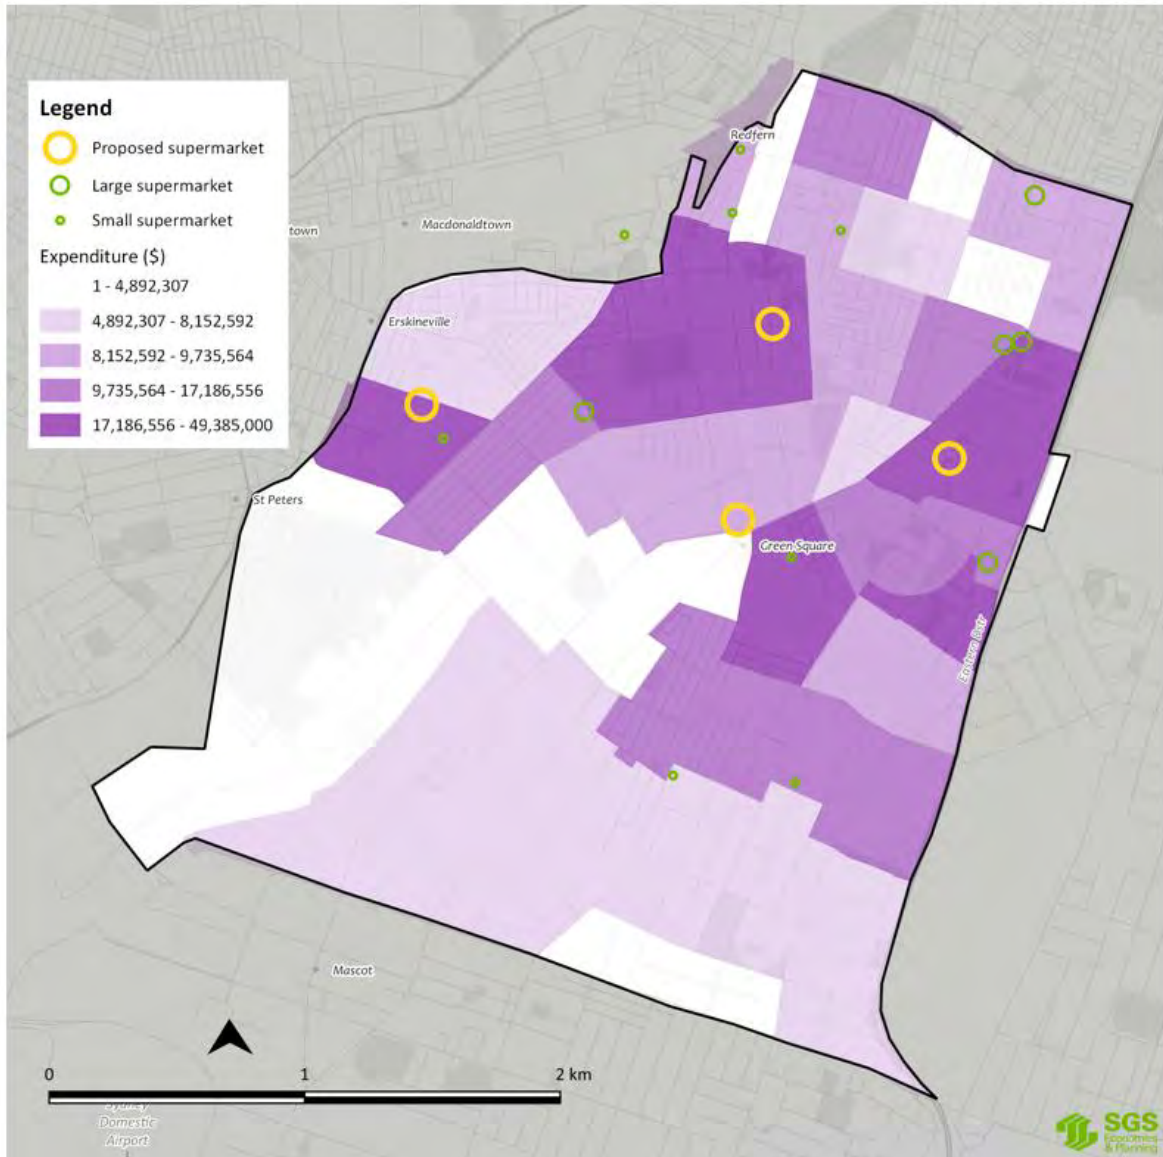 Legend
Proposed supermarket
Large supermarket
Small supermarket
Expenditure ($)
1 - 4,892,307
4,892,307 - 8,152,592
8,152,592 - 9,735,564
9,735,564 - 17,186,556
17,186,556 - 49,385,000
Redfern
town
Macdonaldtown
Erskineville
St Peters
Green Square
Eastern Distr
Mascot
0 1 2 km
Sydney
Domestic
Airport
SGS
Economics
& Planning